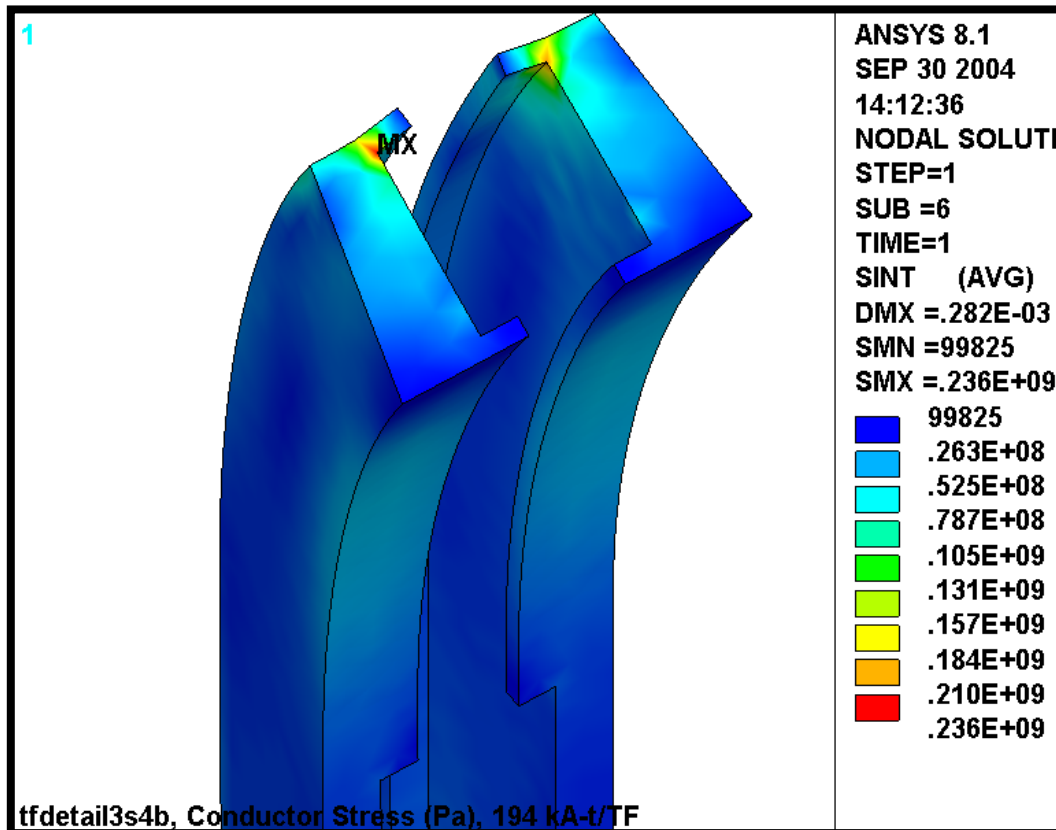 1
ANSYS 8.1
SEP 30 2004
14:12:36
NODAL SOLUTI
STEP=1
SUB =6
TIME=1
SINT (AVG)
DMX =.282E-03
SMN =99825
SMX =.236E+09
99825
.263E+08
.525E+08
.787E+08
.105E+09
.131E+09
.157E+09
.184E+09
.210E+09
.236E+09
MX
tfdetail3s4b, Conductor Stress (Pa), 194 kA-t/TF